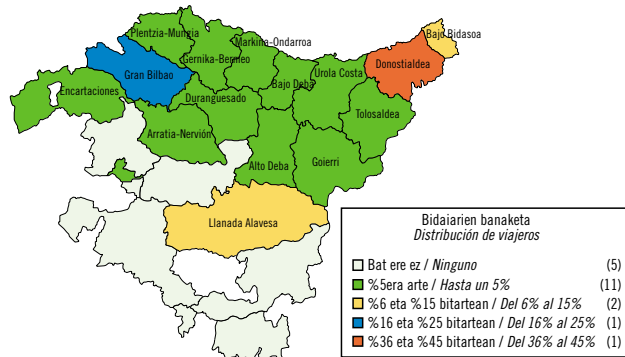 Plentzia-Mungia
Markina-Ondarroa
Bajo Bidasoa
Gernika-Bermeo
Donostialdea
Gran Bilbao
Bajo Deba
Urola Costa
Encartaciones
Duranguesado
Tolosaldea
Arratia-Nervión
Alto Deba
Goierri
Llanada Alavesa
Bidaiarien banaketa
Distribución de viajeros
Bat ere ez / Ninguno (5)
%5era arte / Hasta un 5% (11)
%6 eta %15 bitartean / Del 6% al 15% (2)
%16 eta %25 bitartean / Del 16% al 25% (1)
%36 eta %45 bitartean / Del 36% al 45% (1)